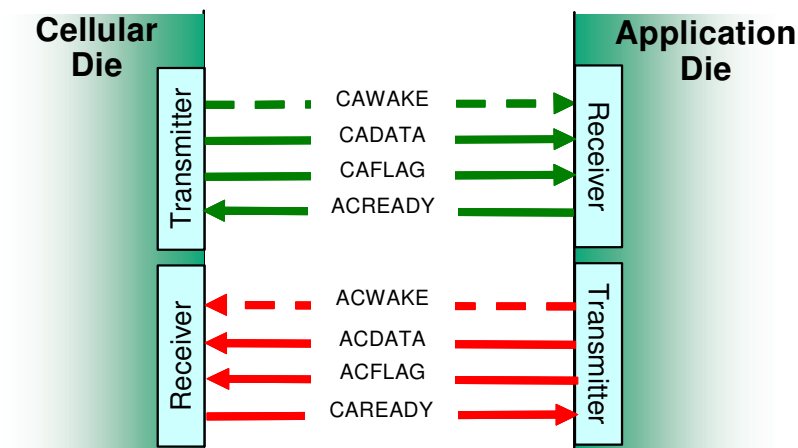 Cellular
Die
Application
Die
Transmitter
CAWAKE
CADATA
CAFLAG
ACREADY
Receiver
Receiver
ACWAKE
ACDATA
ACFLAG
CAREADY
Transmitter